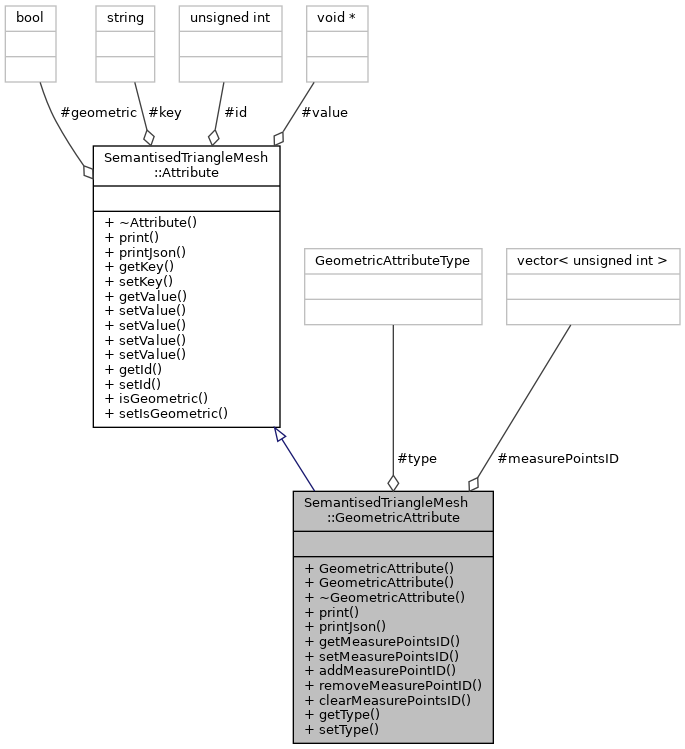 bool
string
unsigned int
void *
#geometric
#key
#id
#value
SemantisedTriangleMesh
::Attribute
+ ~Attribute()
+ print()
+ printJson()
+ getKey()
+ setKey()
+ getValue()
+ setValue()
+ setValue()
+ setValue()
+ setValue()
+ getId()
+ setId()
+ isGeometric()
+ setIsGeometric()
GeometricAttributeType
vector< unsigned int >
#type
#measurePointsID
SemantisedTriangleMesh
::GeometricAttribute
+ GeometricAttribute()
+ GeometricAttribute()
+ ~GeometricAttribute()
+ print()
+ printJson()
+ getMeasurePointsID()
+ setMeasurePointsID()
+ addMeasurePointID()
+ removeMeasurePointID()
+ clearMeasurePointsID()
+ getType()
+ setType()